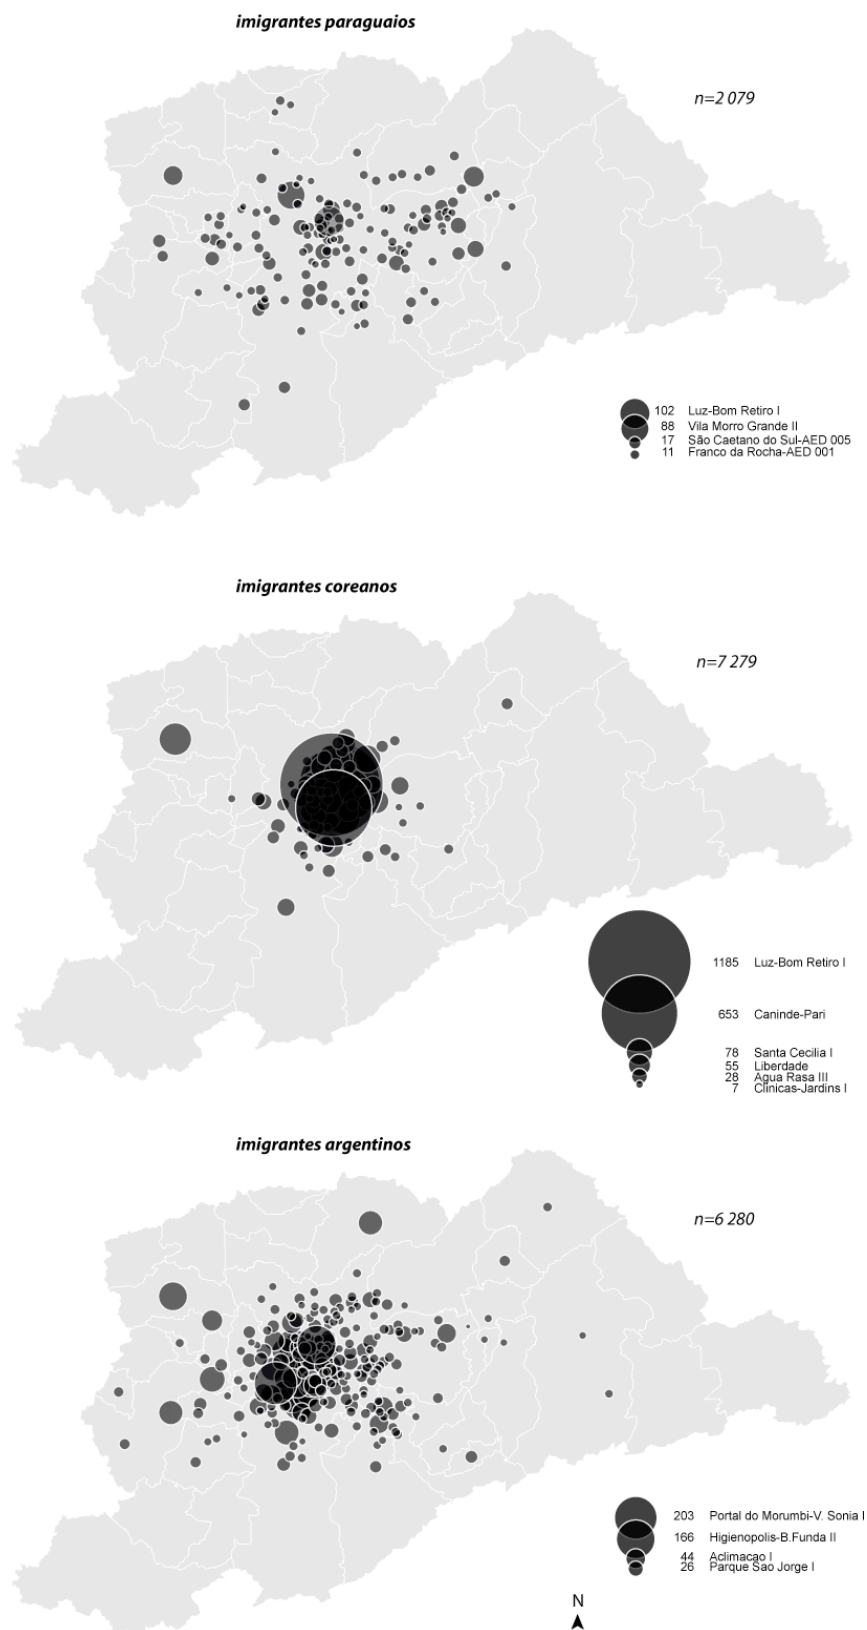 imigrantes paraguaios
n=2 079
102 Luz-Bom Retiro I
88 Vila Morro Grande II
17 São Caetano do Sul-AED 005
11 Franco da Rocha-AED 001
imigrantes coreanos
n=7 279
1185 Luz-Bom Retiro I
653 Caninde-Pari
78 Santa Cecilia I
55 Liberdade
28 Agua Rasa III
7 Clinicas-Jardins I
imigrantes argentinos
n=6 280
203 Portal do Morumbi-V. Sonia I
166 Higienopolis-B.Funda II
44 Aclimaçao I
26 Parque Sao Jorge I
N